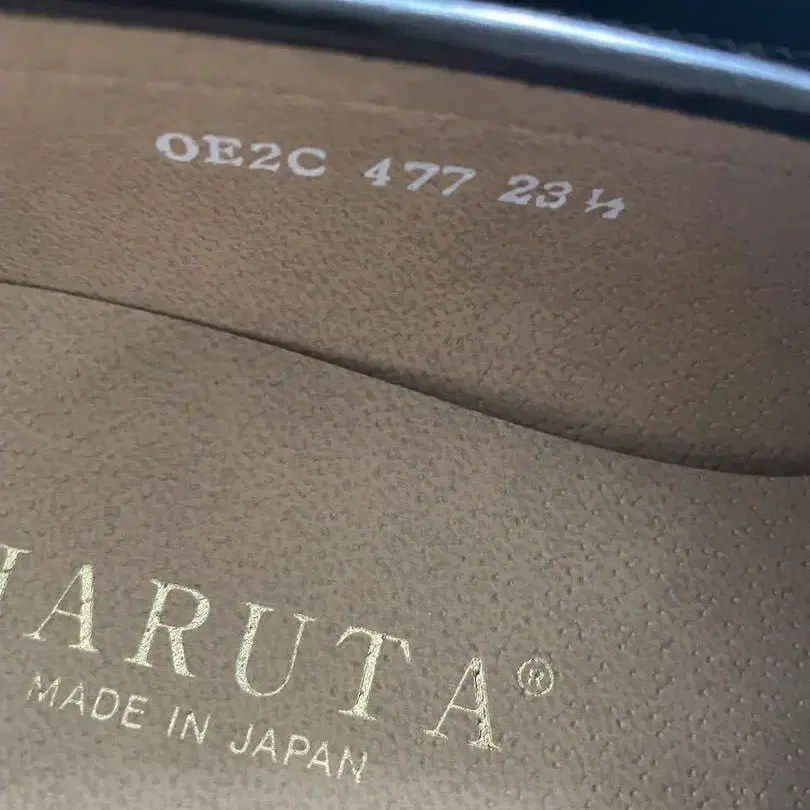 OE2C 477 23 ½
ARUTA®
MADE IN JAPAN